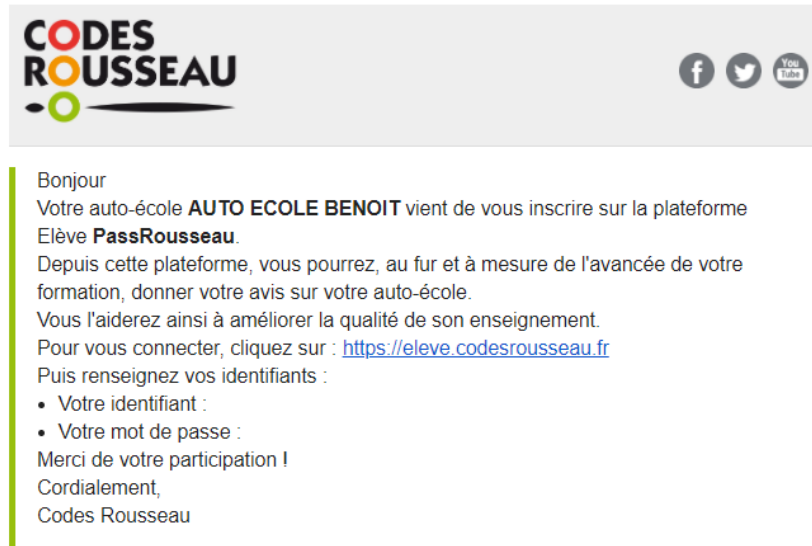 CODES
ROUSSEAU
You
Tube
Bonjour
Votre auto-école AUTO ECOLE BENOIT vient de vous inscrire sur la plateforme
Elève PassRousseau.
Depuis cette plateforme, vous pourrez, au fur et à mesure de l'avancée de votre
formation, donner votre avis sur votre auto-école.
Vous l'aiderez ainsi à améliorer la qualité de son enseignement.
Pour vous connecter, cliquez sur : https://eleve.codesrousseau.fr
Puis renseignez vos identifiants :
• Votre identifiant :
• Votre mot de passe :
Merci de votre participation !
Cordialement,
Codes Rousseau